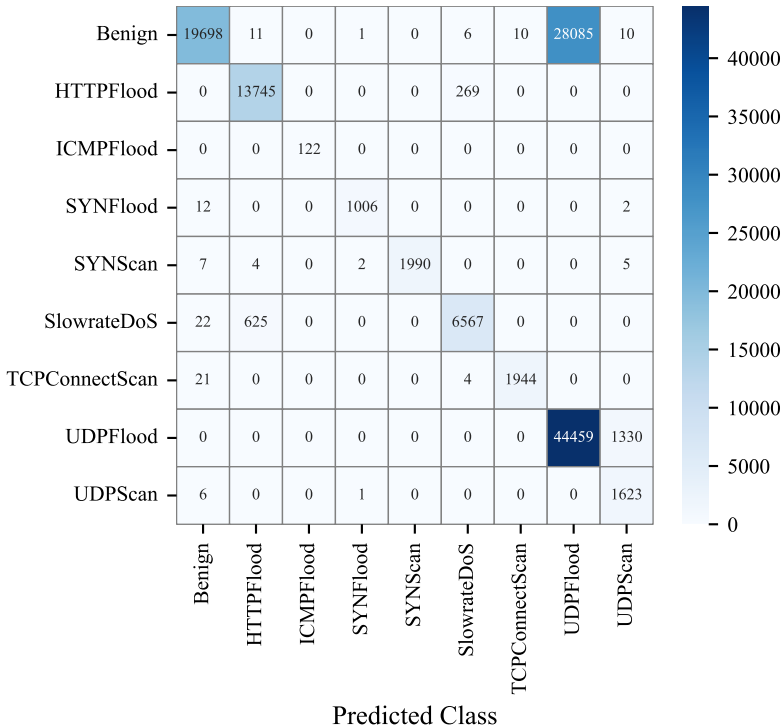 Benign 19698 11 0 1 0 6 10 28085 10
HTTPFlood 0 13745 0 0 0 269 0 0 0
ICMPFlood 0 0 122 0 0 0 0 0 0
SYNFlood 12 0 0 1006 0 0 0 0 2
SYNScan 7 4 0 2 1990 0 0 0 5
SlowrateDoS 22 625 0 0 0 6567 0 0 0
TCPConnectScan 21 0 0 0 0 4 1944 0 0
UDPFlood 0 0 0 0 0 0 0 44459 1330
UDPScan 6 0 0 1 0 0 0 0 1623
Benign
HTTPFlood
ICMPFlood
SYNFlood
SYNScan
SlowrateDoS
TCPConnectScan
UDPFlood
UDPScan
Predicted Class
40000
35000
30000
25000
20000
15000
10000
5000
0